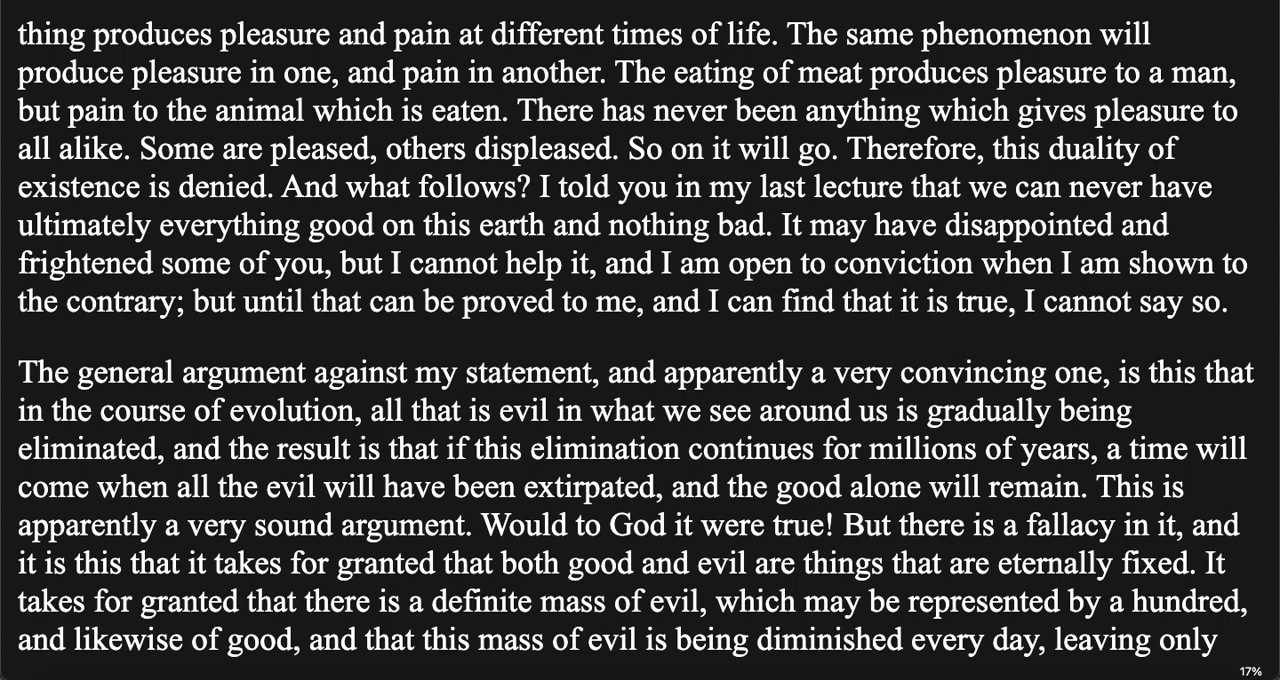 thing produces pleasure and pain at different times of life. The same phenomenon will
produce pleasure in one, and pain in another. The eating of meat produces pleasure to a man,
but pain to the animal which is eaten. There has never been anything which gives pleasure to
all alike. Some are pleased, others displeased. So on it will go. Therefore, this duality of
existence is denied. And what follows? I told you in my last lecture that we can never have
ultimately everything good on this earth and nothing bad. It may have disappointed and
frightened some of you, but I cannot help it, and I am open to conviction when I am shown to
the contrary; but until that can be proved to me, and I can find that it is true, I cannot say so.
The general argument against my statement, and apparently a very convincing one, is this that
in the course of evolution, all that is evil in what we see around us is gradually being
eliminated, and the result is that if this elimination continues for millions of years, a time will
come when all the evil will have been extirpated, and the good alone will remain. This is
apparently a very sound argument. Would to God it were true! But there is a fallacy in it, and
it is this that it takes for granted that both good and evil are things that are eternally fixed. It
takes for granted that there is a definite mass of evil, which may be represented by a hundred,
and likewise of good, and that this mass of evil is being diminished every day, leaving only
17%